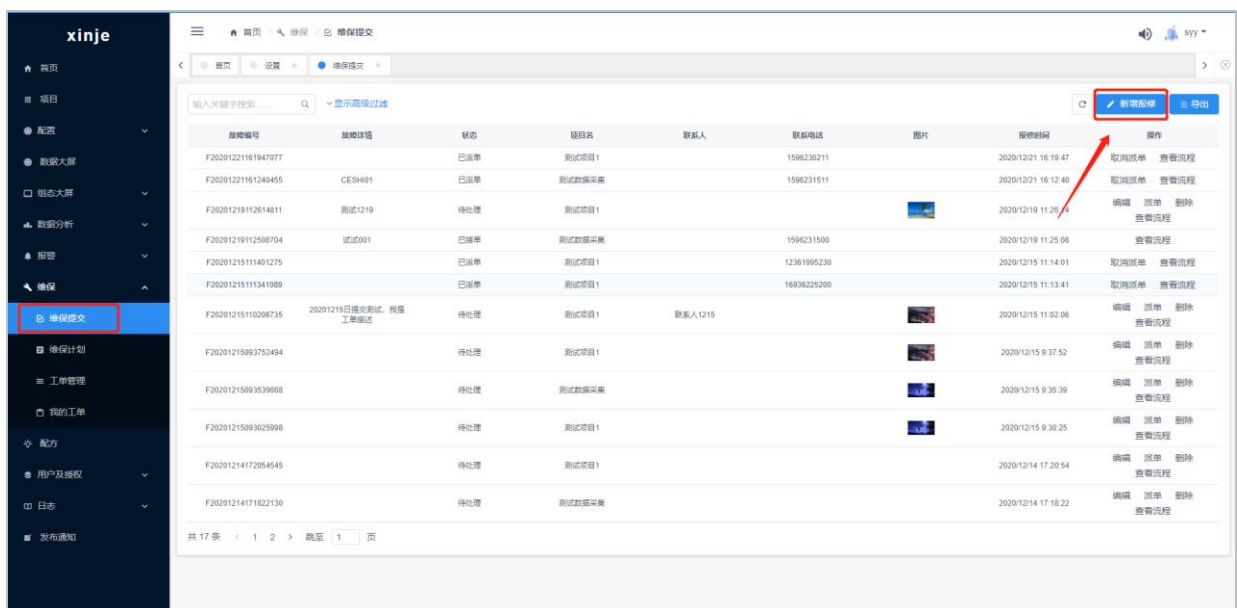 xinje
首页 / 维保 / 维保提交
syy
首页
设置
维保提交
首页
项目
配置
数据大屏
组态大屏
数据分析
报警
维保
维保提交
维保计划
工单管理
我的工单
配方
用户及授权
日志
发布通知
输入关键字搜索......
显示高级过滤
新增报修
导出
故障编号 故障详情 状态 项目名 联系人 联系电话 图片 报修时间 操作
F20201221161947077 已派单 测试项目1 1596236211 2020/12/21 16:19:47 取消派单 查看流程
F20201221161240455 CESHI01 已派单 测试数据采集 1596231511 2020/12/21 16:12:40 取消派单 查看流程
F20201219112614811 测试1219 待处理 测试项目1 2020/12/19 11:26:14 编辑 派单 删除
查看流程
F20201219112508704 试试001 已接单 测试数据采集 1596231500 2020/12/19 11:25:08 查看流程
F20201215111401275 已派单 测试项目1 12361995230 2020/12/15 11:14:01 取消派单 查看流程
F20201215111341089 已派单 测试项目1 16936225200 2020/12/15 11:13:41 取消派单 查看流程
F20201215110206735 20201215日提交测试，我是
工单描述 待处理 测试项目1 联系人1215 2020/12/15 11:02:06 编辑 派单 删除
查看流程
F20201215093752494 待处理 测试项目1 2020/12/15 9:37:52 编辑 派单 删除
查看流程
F20201215093539668 待处理 测试数据采集 2020/12/15 9:35:39 编辑 派单 删除
查看流程
F20201215093025998 待处理 测试项目1 2020/12/15 9:30:25 编辑 派单 删除
查看流程
F20201214172054545 待处理 测试项目1 2020/12/14 17:20:54 编辑 派单 删除
查看流程
F20201214171822130 待处理 测试数据采集 2020/12/14 17:18:22 编辑 派单 删除
查看流程
共 17 条 < 1 2 > 跳至 1 页